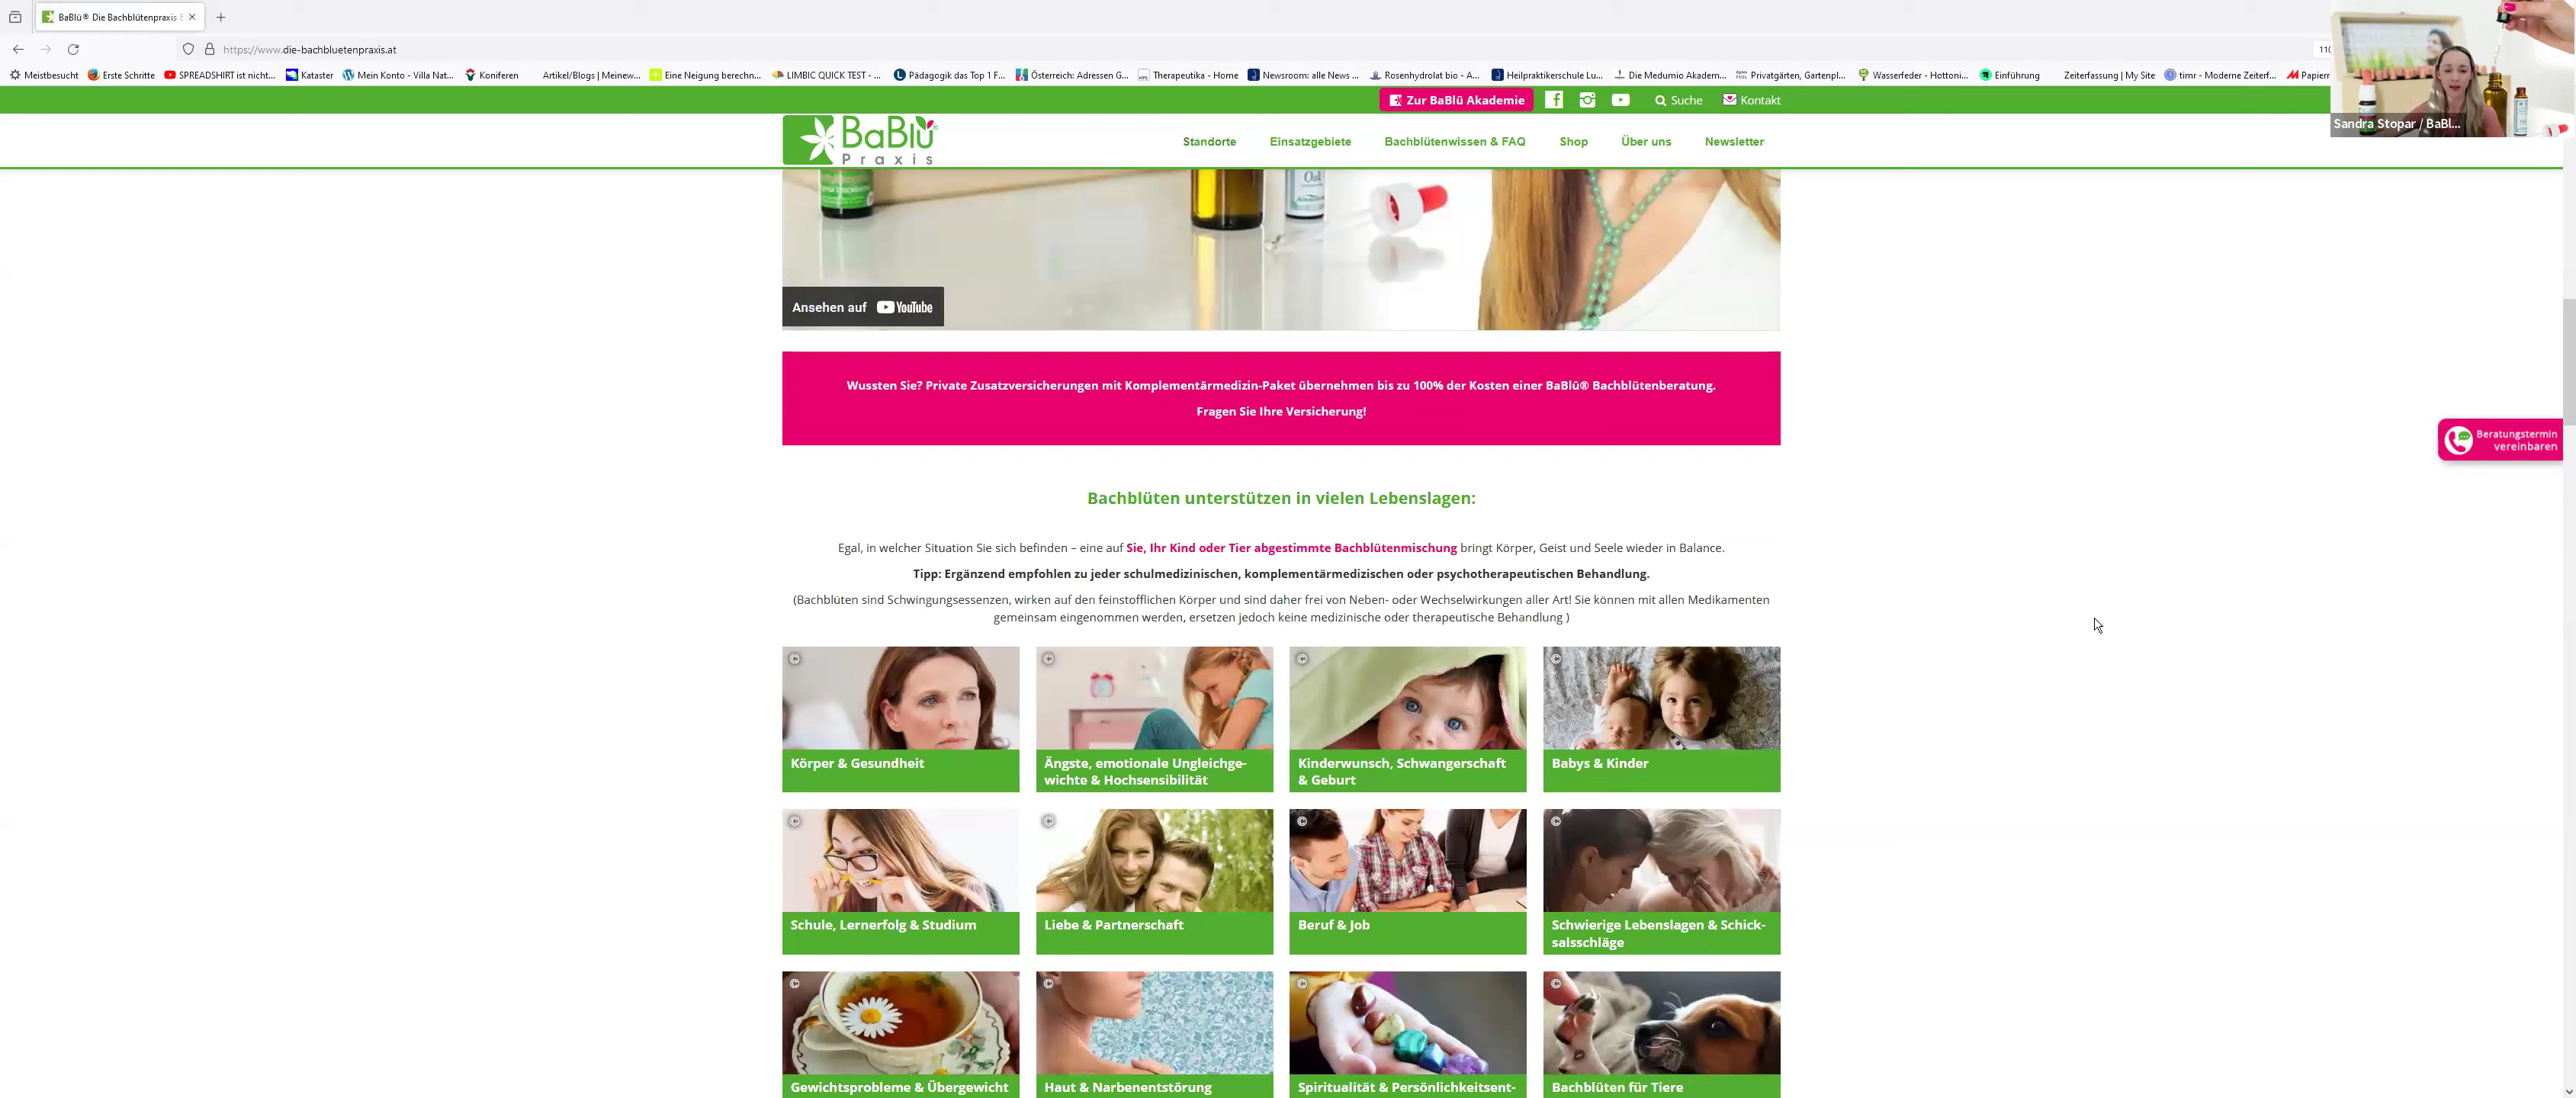 BaBlü® Die Bachblütenpraxis
https://www.die-bachbluetenpraxis.at
110
Meistbesucht
Erste Schritte
SPREADSHIRT ist nicht...
Kataster
Mein Konto - Villa Nat...
Koniferen
Artikel/Blogs | Meinew...
Eine Neigung berechn...
LIMBIC QUICK TEST - ...
Pädagogik das Top 1 F...
Österreich: Adressen G...
Therapeutika - Home
Newsroom: alle News ...
Rosenhydrolat bio - A...
Heilpraktikerschule Lu...
Die Medumio Akadem...
Privatgärten, Gartenpl...
Wasserfeder - Hottoni...
Einführung
Zeiterfassung | My Site
timr - Moderne Zeiterf...
Papierr
Sandra Stopar / BaBl...
Zur BaBlü Akademie
Suche
Kontakt
BaBlü®
Praxis
Standorte
Einsatzgebiete
Bachblütenwissen & FAQ
Shop
Über uns
Newsletter
Ansehen auf YouTube
Wussten Sie? Private Zusatzversicherungen mit Komplementärmedizin-Paket übernehmen bis zu 100% der Kosten einer BaBlü® Bachblütenberatung.
Fragen Sie Ihre Versicherung!
Beratungstermin
vereinbaren
Bachblüten unterstützen in vielen Lebenslagen:
Egal, in welcher Situation Sie sich befinden – eine auf Sie, Ihr Kind oder Tier abgestimmte Bachblütenmischung bringt Körper, Geist und Seele wieder in Balance.
Tipp: Ergänzend empfohlen zu jeder schulmedizinischen, komplementärmedizischen oder psychotherapeutischen Behandlung.
(Bachblüten sind Schwingungsessenzen, wirken auf den feinstofflichen Körper und sind daher frei von Neben- oder Wechselwirkungen aller Art! Sie können mit allen Medikamenten
gemeinsam eingenommen werden, ersetzen jedoch keine medizinische oder therapeutische Behandlung )
Körper & Gesundheit
Ängste, emotionale Ungleichge-
wichte & Hochsensibilität
Kinderwunsch, Schwangerschaft
& Geburt
Babys & Kinder
Schule, Lernerfolg & Studium
Liebe & Partnerschaft
Beruf & Job
Schwierige Lebenslagen & Schick-
salsschläge
Gewichtsprobleme & Übergewicht
Haut & Narbenentstörung
Spiritualität & Persönlichkeitsent-
Bachblüten für Tiere